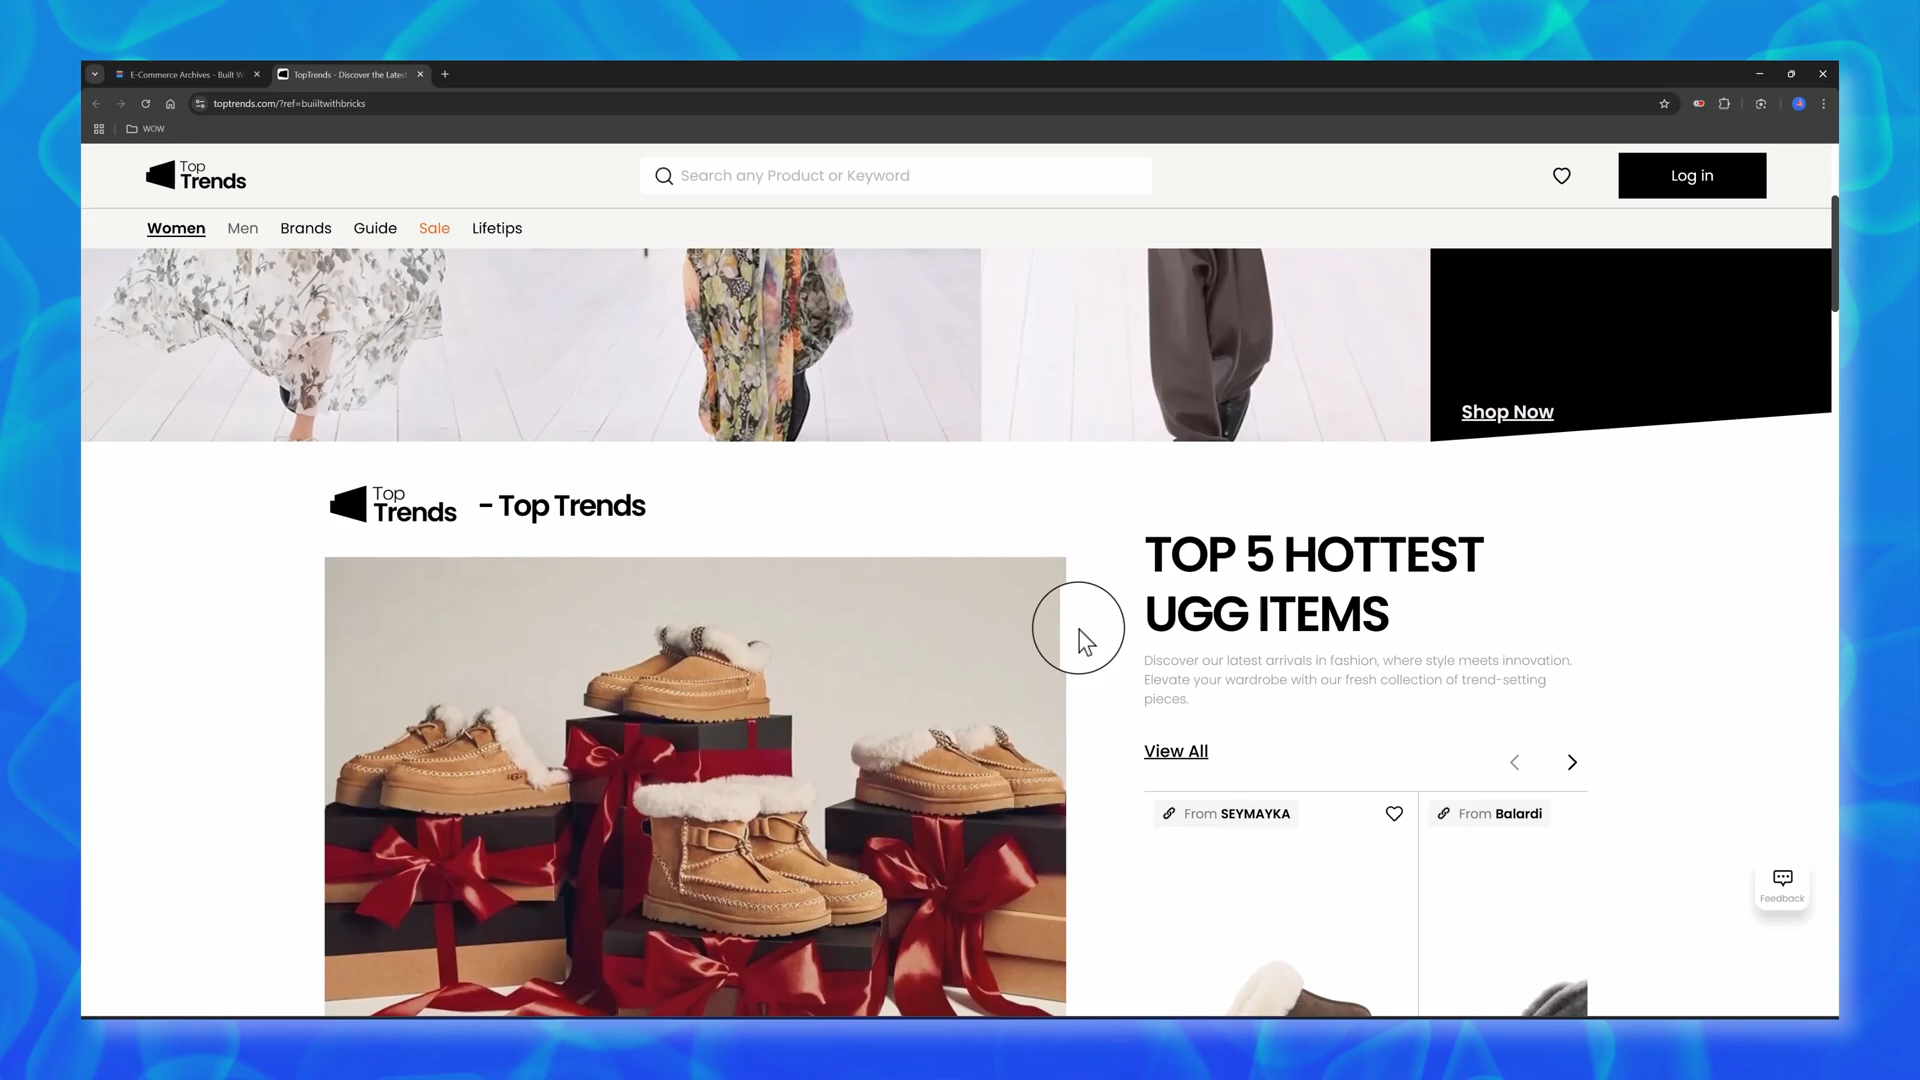 E-Commerce Archives - Built W
TopTrends - Discover the Latest
toptrends.com/?ref=buiiltwithbricks
WOW
Top
Trends
Search any Product or Keyword
Log in
Women
Men
Brands
Guide
Sale
Lifetips
Shop Now
Top
Trends
- Top Trends
TOP 5 HOTTEST
UGG ITEMS
Discover our latest arrivals in fashion, where style meets innovation.
Elevate your wardrobe with our fresh collection of trend-setting
pieces.
View All
From SEYMAYKA
From Balardi
UGG
Feedback